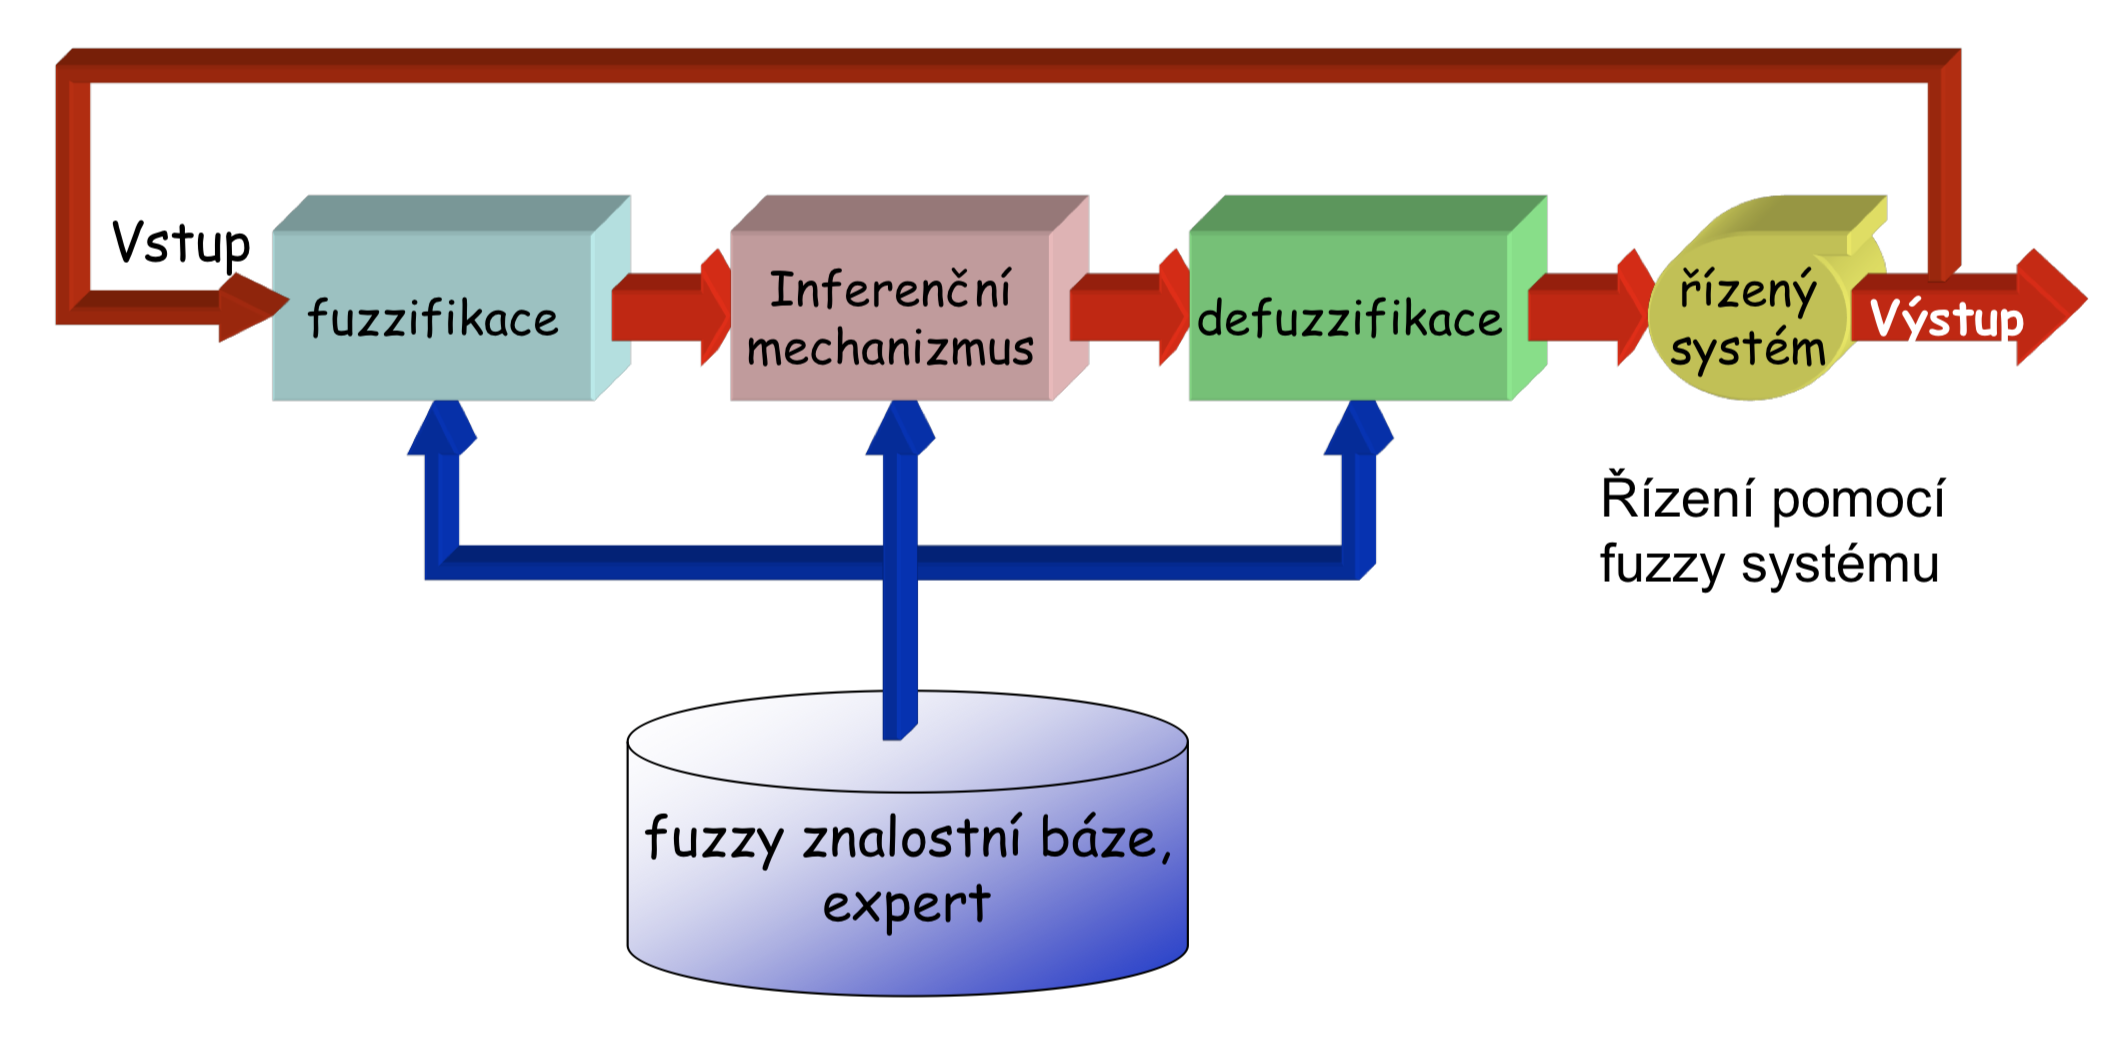 Vstup
fuzzifikace
Inferenční
mechanizmus
defuzzifikace
řízený
systém
Výstup
Řízení pomocí
fuzzy systému
fuzzy znalostní báze,
expert